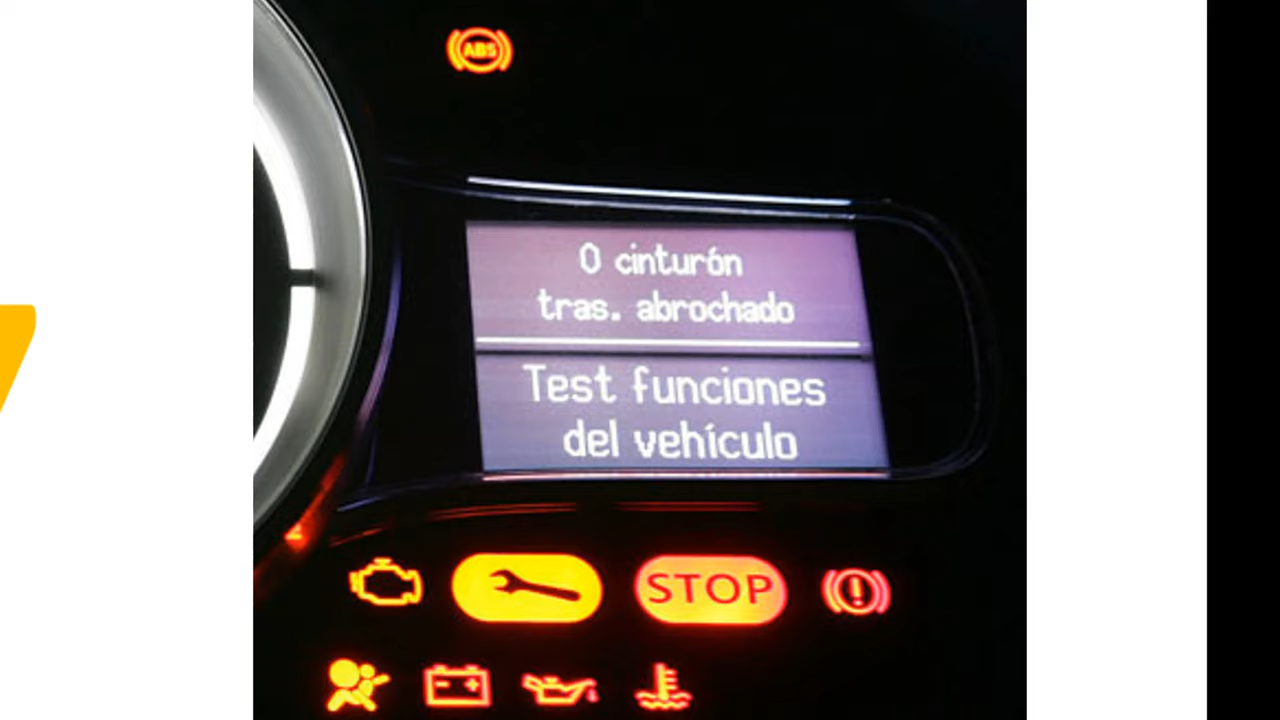 ABS
0 cinturón
tras. abrochado
Test funciones
del vehículo
STOP